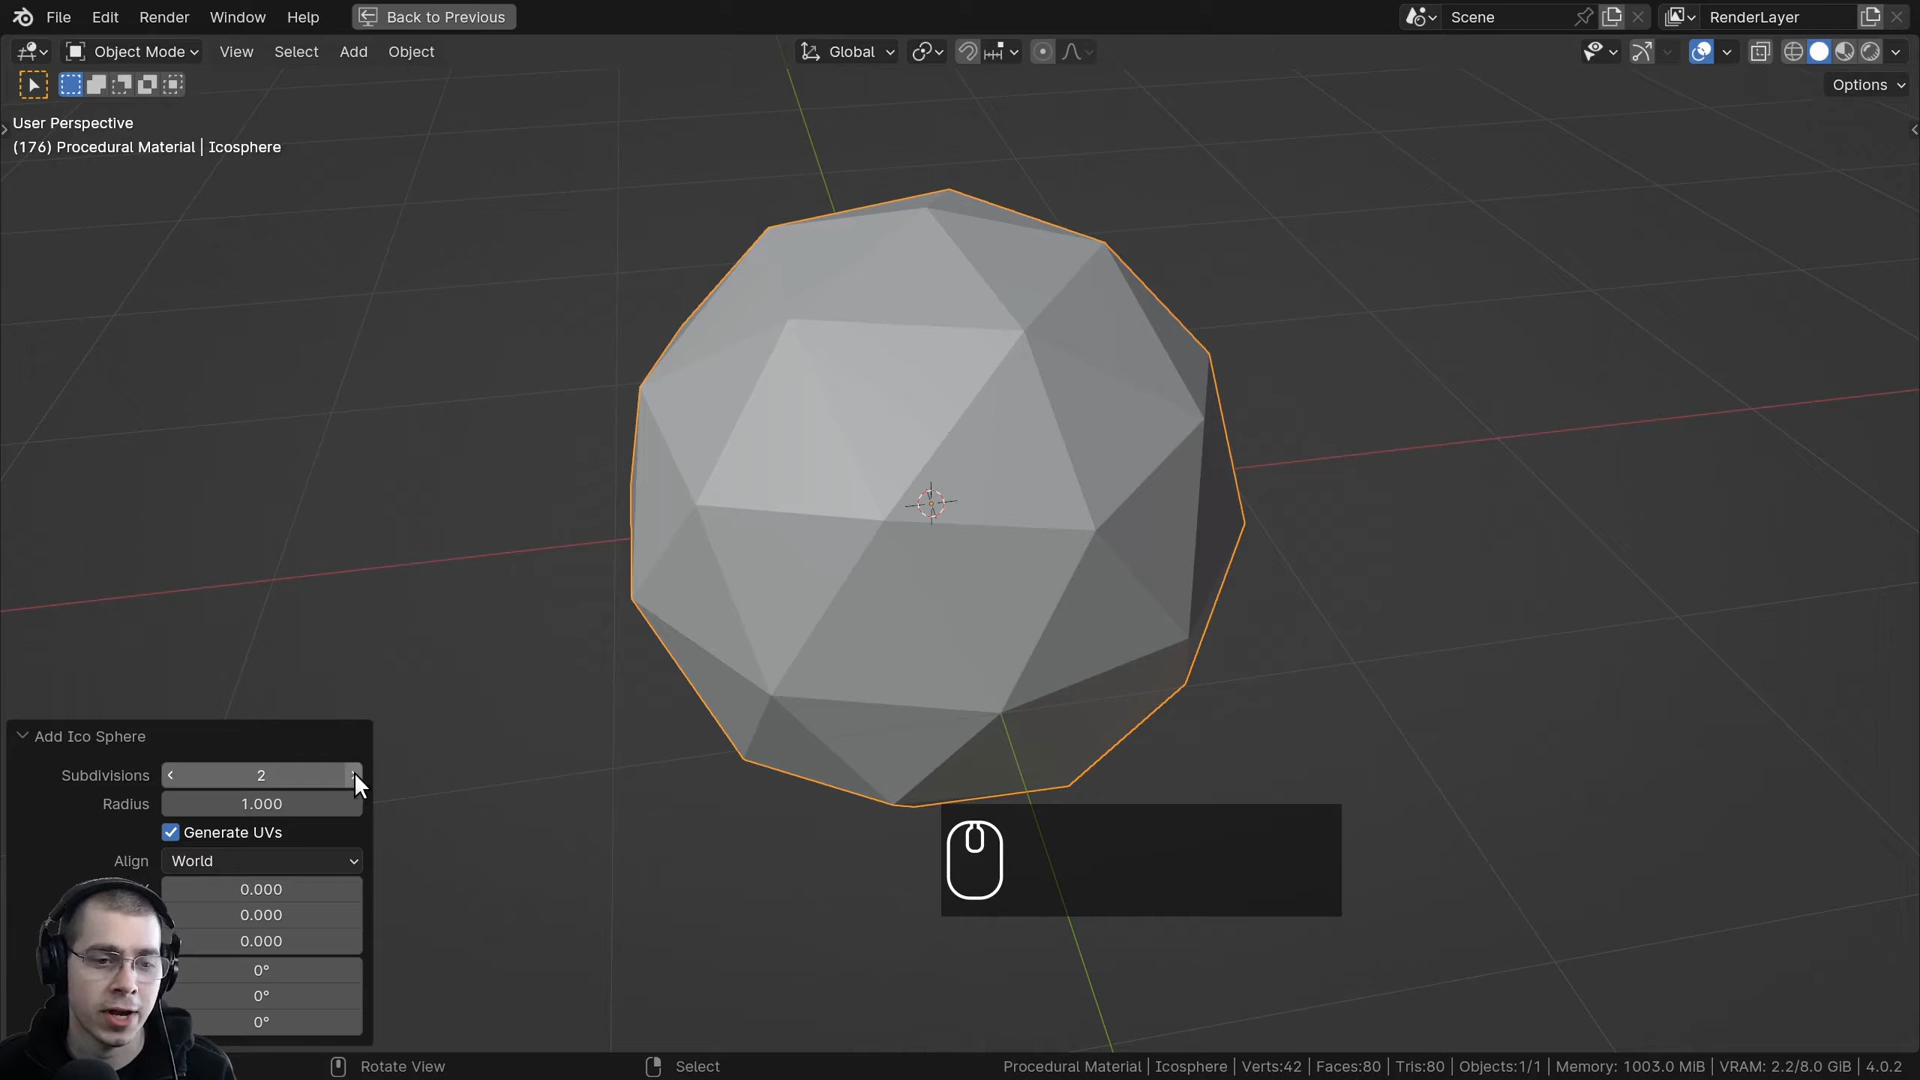 File Edit Render Window Help Back to Previous Scene RenderLayer
Object Mode View Select Add Object Global
Options
User Perspective
(176) Procedural Material | Icosphere
Add Ico Sphere
Subdivisions 2
Radius 1.000
Generate UVs
Align World
0.000
0.000
0.000
0°
0°
0°
Rotate View Select Procedural Material | Icosphere | Verts:42 | Faces:80 | Tris:80 | Objects:1/1 | Memory: 1003.0 MiB | VRAM: 2.2/8.0 GiB | 4.0.2